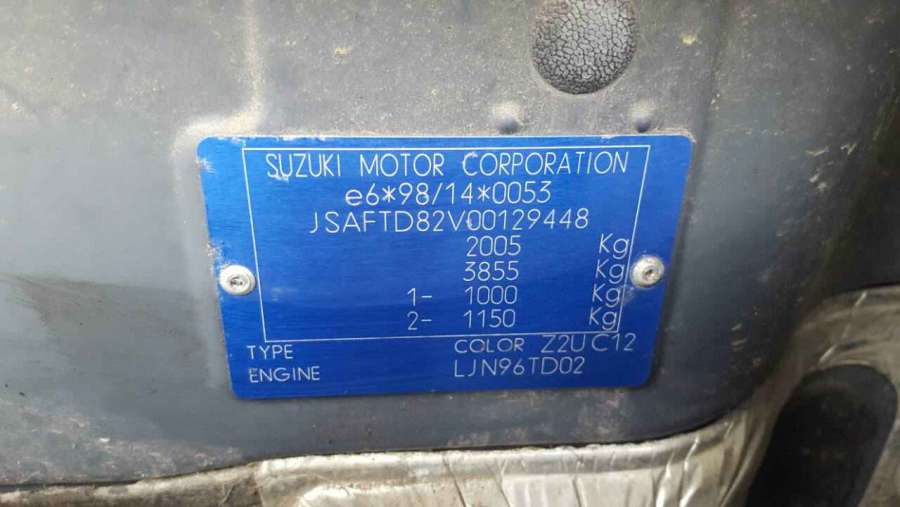 SUZUKI MOTOR CORPORATION
e6*98/14*0053
JSAFTD82V00129448
2005 Kg
3855 Kg
1- 1000 Kg
2- 1150 Kg
TYPE COLOR Z2U C12
ENGINE LJN96TD02